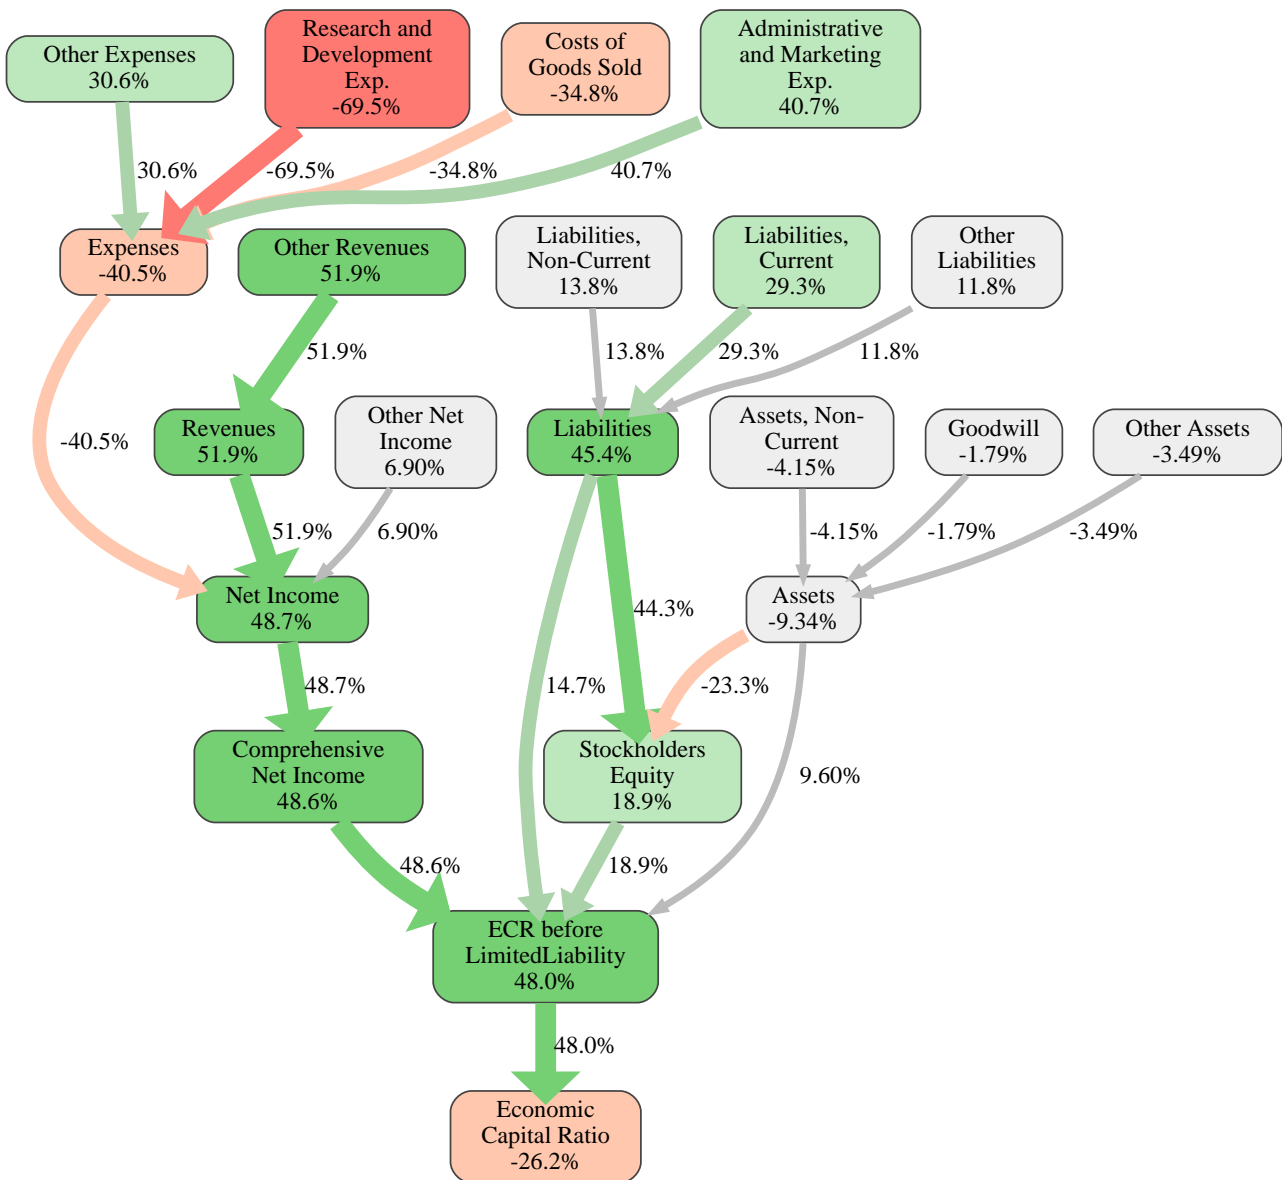 Other Expenses
30.6%
Research and
Development
Exp.
-69.5%
Costs of
Goods Sold
-34.8%
Administrative
and Marketing
Exp.
40.7%
30.6%
-69.5%
-34.8%
40.7%
Expenses
-40.5%
Other Revenues
51.9%
Liabilities,
Non-Current
13.8%
Liabilities,
Current
29.3%
Other
Liabilities
11.8%
51.9%
13.8%
29.3%
11.8%
-40.5%
Revenues
51.9%
Other Net
Income
6.90%
Liabilities
45.4%
Assets, Non-
Current
-4.15%
Goodwill
-1.79%
Other Assets
-3.49%
51.9%
6.90%
-4.15%
-1.79%
-3.49%
Net Income
48.7%
44.3%
Assets
-9.34%
48.7%
14.7%
-23.3%
Comprehensive
Net Income
48.6%
Stockholders
Equity
18.9%
9.60%
48.6%
18.9%
ECR before
LimitedLiability
48.0%
48.0%
Economic
Capital Ratio
-26.2%